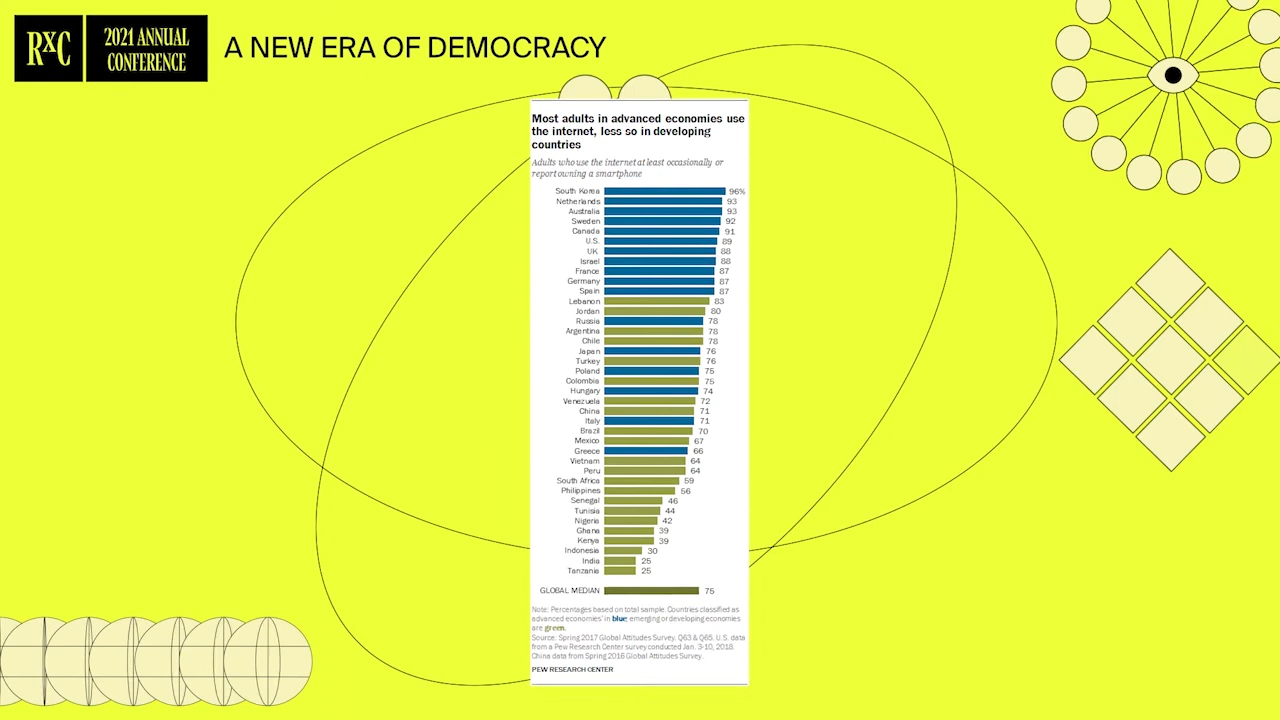 RxC
2021 ANNUAL
CONFERENCE
A NEW ERA OF DEMOCRACY
Most adults in advanced economies use
the internet, less so in developing
countries
Adults who use the internet at least occasionally or
report owning a smartphone
South Korea 96%
Netherlands 93
Australia 93
Sweden 92
Canada 91
U.S. 89
UK 88
Israel 88
France 87
Germany 87
Spain 87
Lebanon 83
Jordan 80
Russia 78
Argentina 78
Chile 78
Japan 76
Turkey 76
Poland 75
Colombia 75
Hungary 74
Venezuela 72
China 71
Italy 71
Brazil 70
Mexico 67
Greece 66
Vietnam 64
Peru 64
South Africa 59
Philippines 56
Senegal 46
Tunisia 44
Nigeria 42
Ghana 39
Kenya 39
Indonesia 30
India 25
Tanzania 25
GLOBAL MEDIAN 75
Note: Percentages based on total sample. Countries classified as
advanced economies' in blue; emerging or developing economies
are green.
Source: Spring 2017 Global Attitudes Survey. Q63 & Q65. U.S. data
from a Pew Research Center survey conducted Jan. 3-10, 2018.
China data from Spring 2016 Global Attitudes Survey.
PEW RESEARCH CENTER